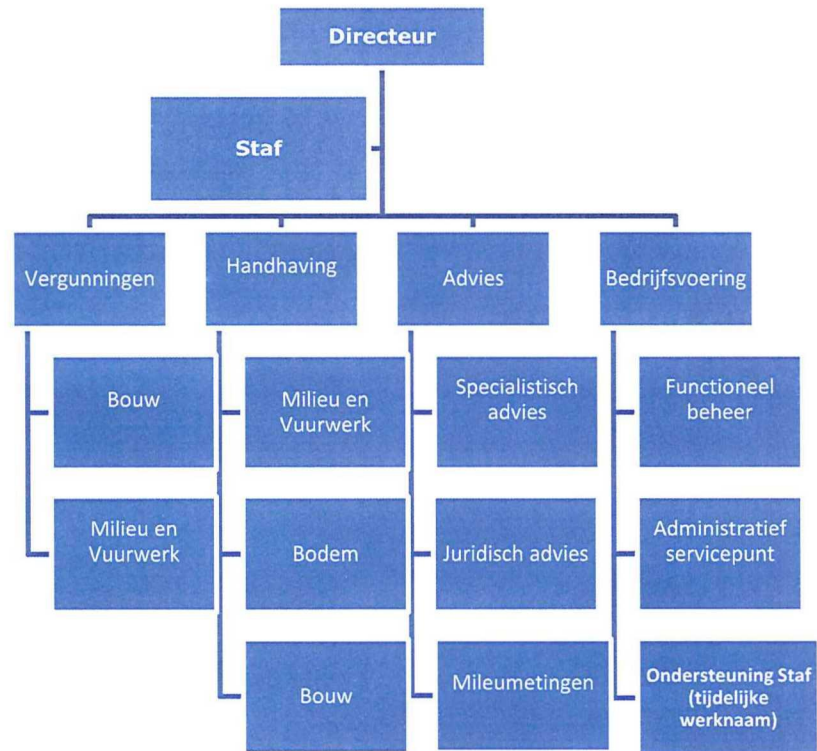 Directeur
Staf
Vergunningen
Handhaving
Advies
Bedrijfsvoering
Bouw
Milieu en
Vuurwerk
Specialistisch
advies
Functioneel
beheer
Milieu en
Vuurwerk
Bodem
Juridisch advies
Administratief
servicepunt
Bouw
Mileumetingen
Ondersteuning Staf
(tijdelijke
werknaam)